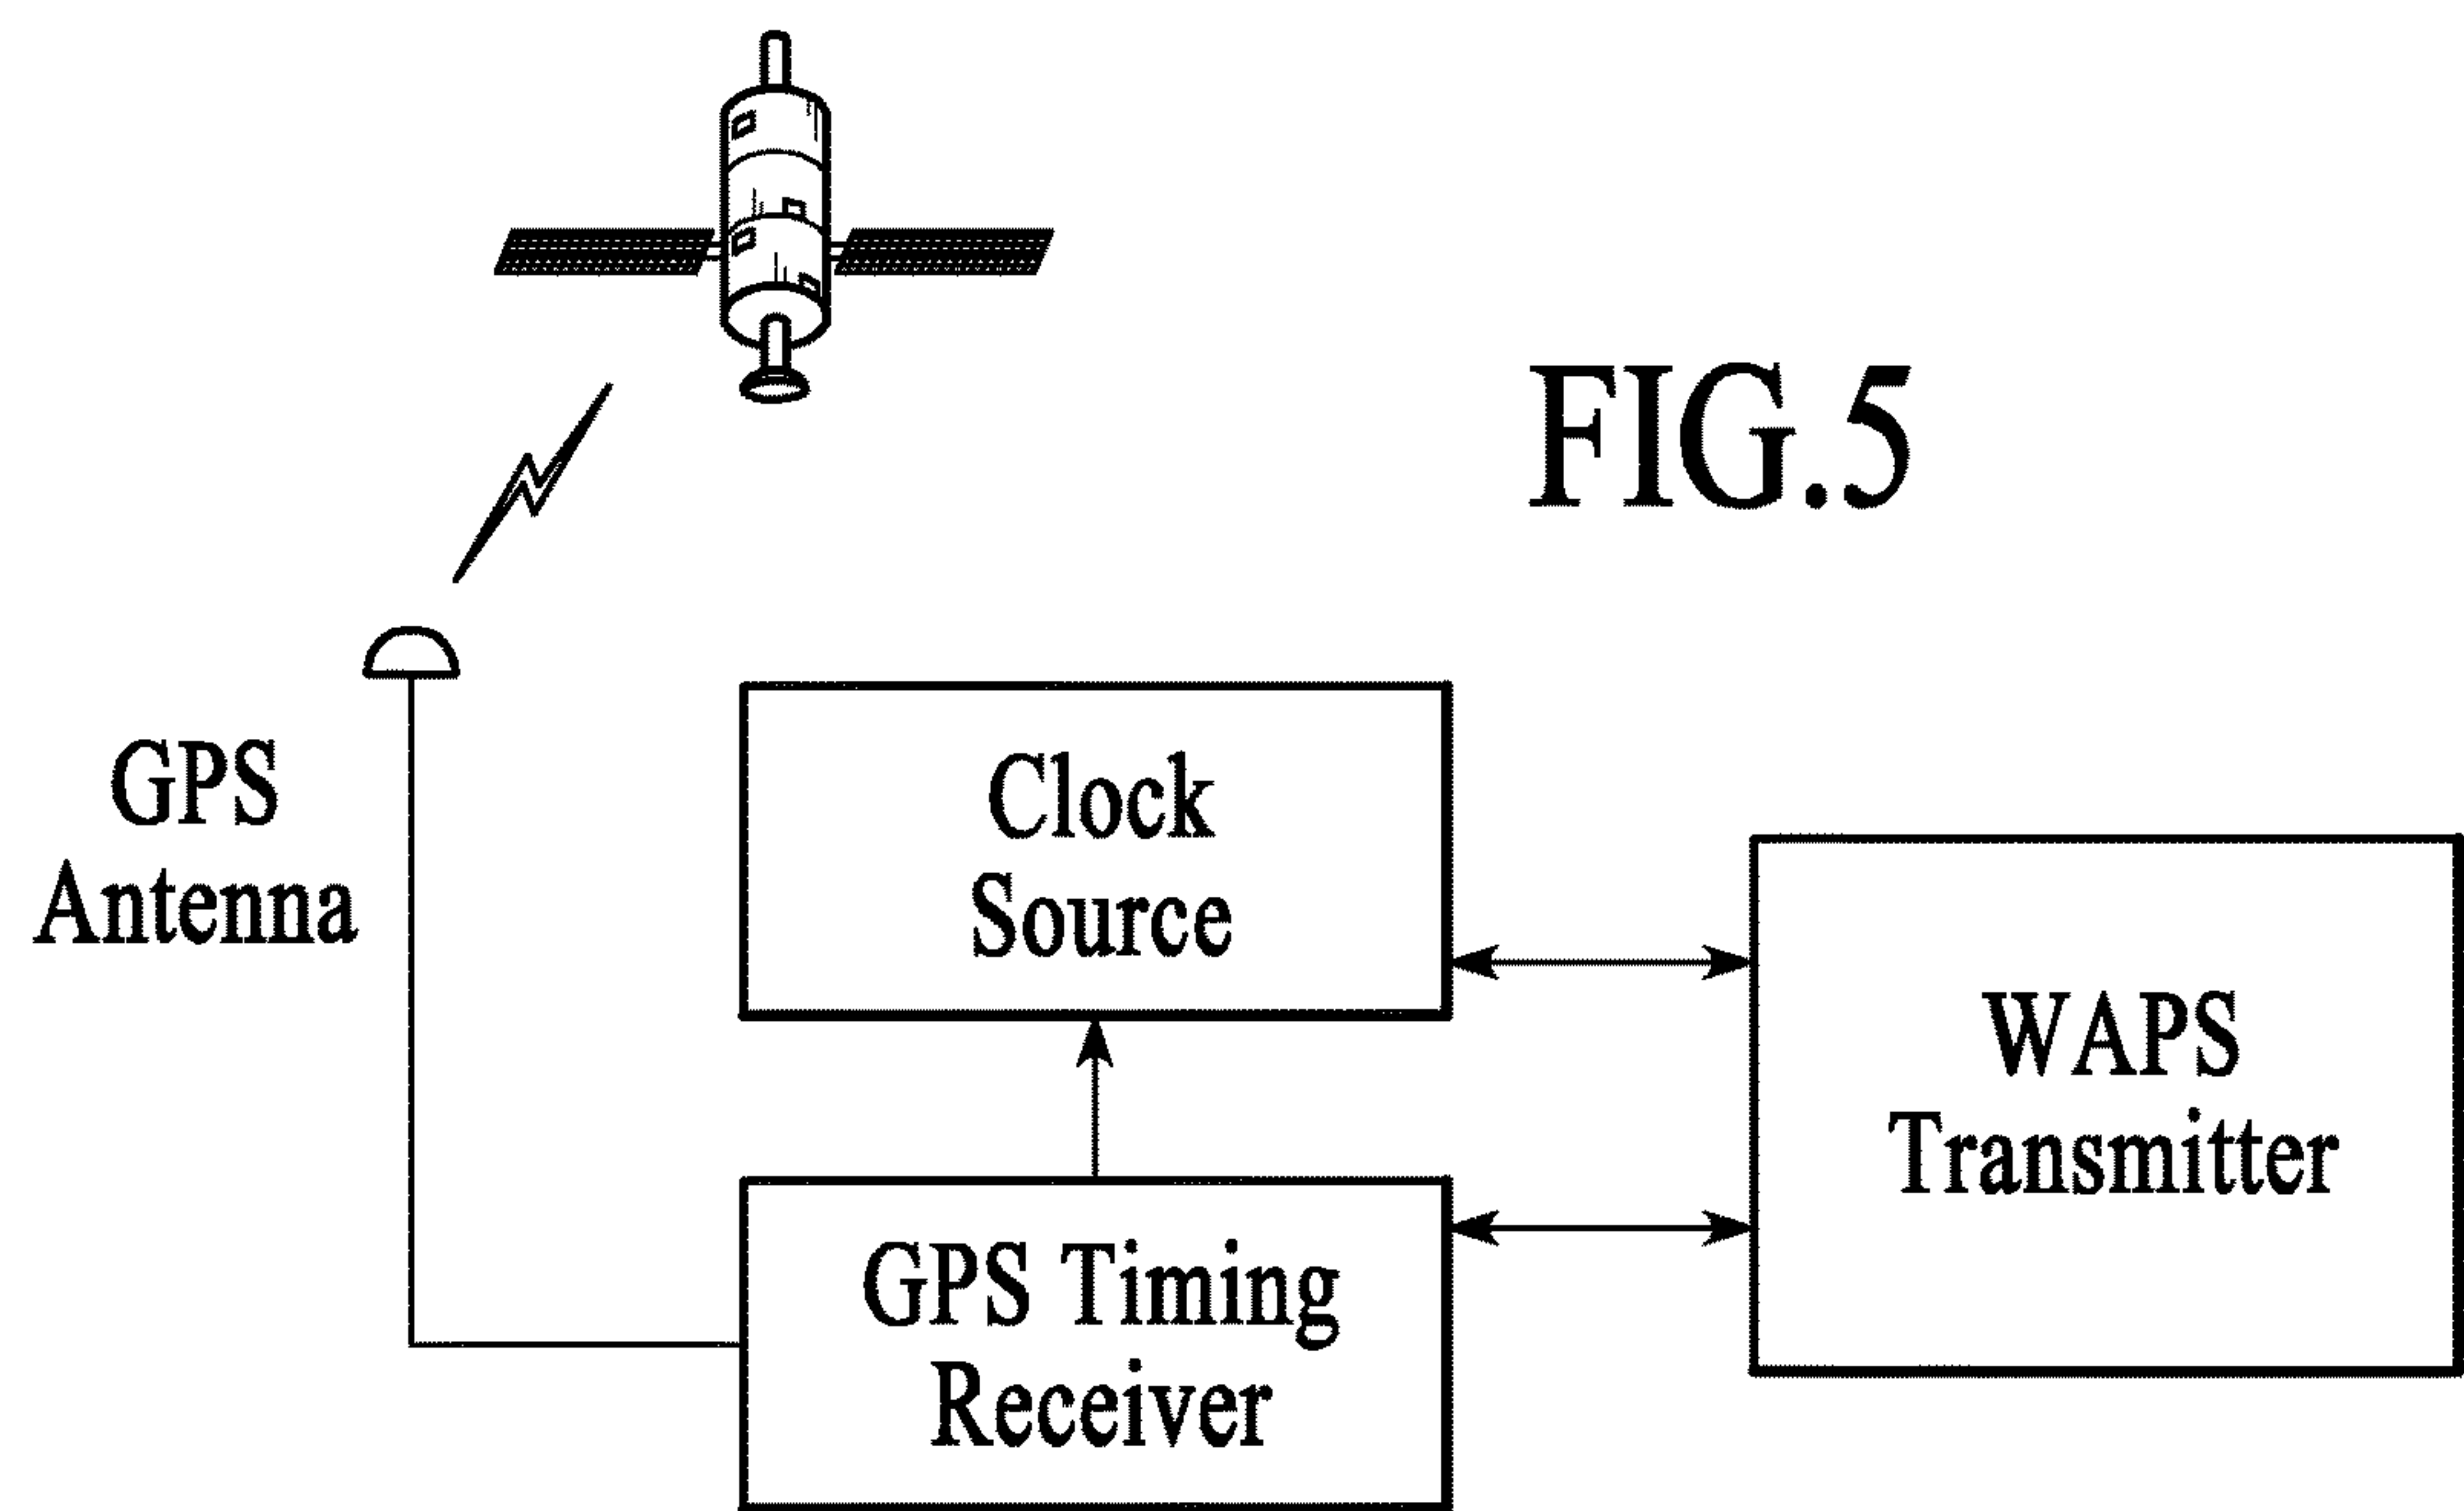 FIG.5
GPS
Antenna
Clock
Source
WAPS
Transmitter
GPS Timing
Receiver